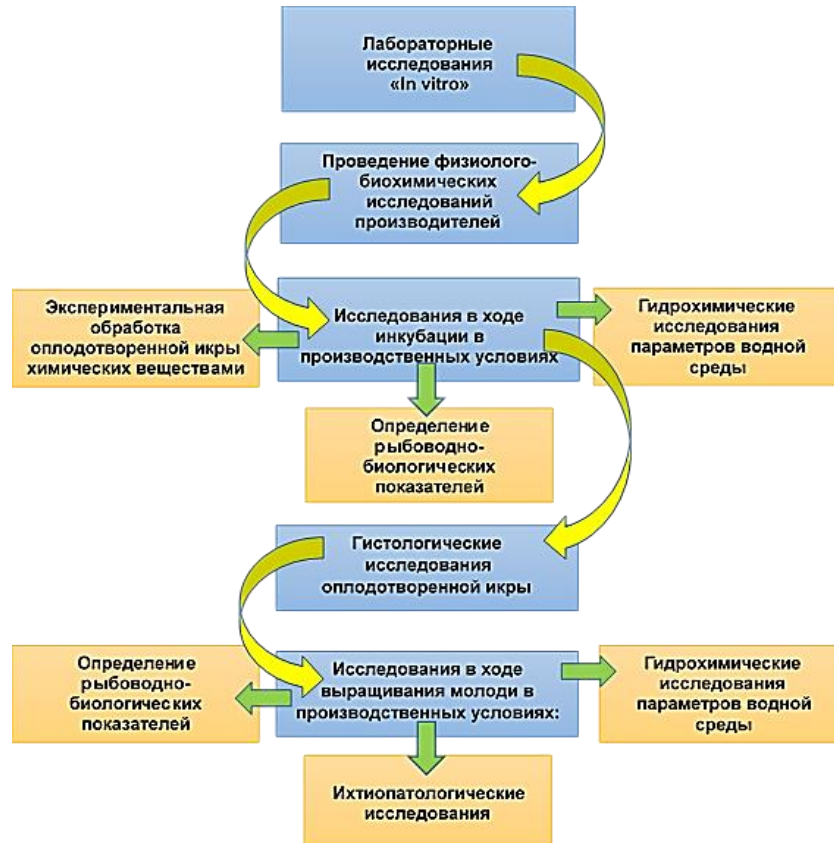 Лабораторные
исследования
«In vitro»
Проведение физиолого-
биохимических
исследований
производителей
Экспериментальная
обработка
оплодотворенной икры
химических веществами
Исследования в ходе
инкубации в
производственных условиях
Гидрохимические
исследования
параметров водной
среды
Определение
рыбоводно-
биологических
показателей
Гистологические
исследования
оплодотворенной икры
Определение
рыбоводно-
биологических
показателей
Исследования в ходе
выращивания молоди в
производственных условиях:
Гидрохимические
исследования
параметров водной
среды
Ихтиопатологические
исследования